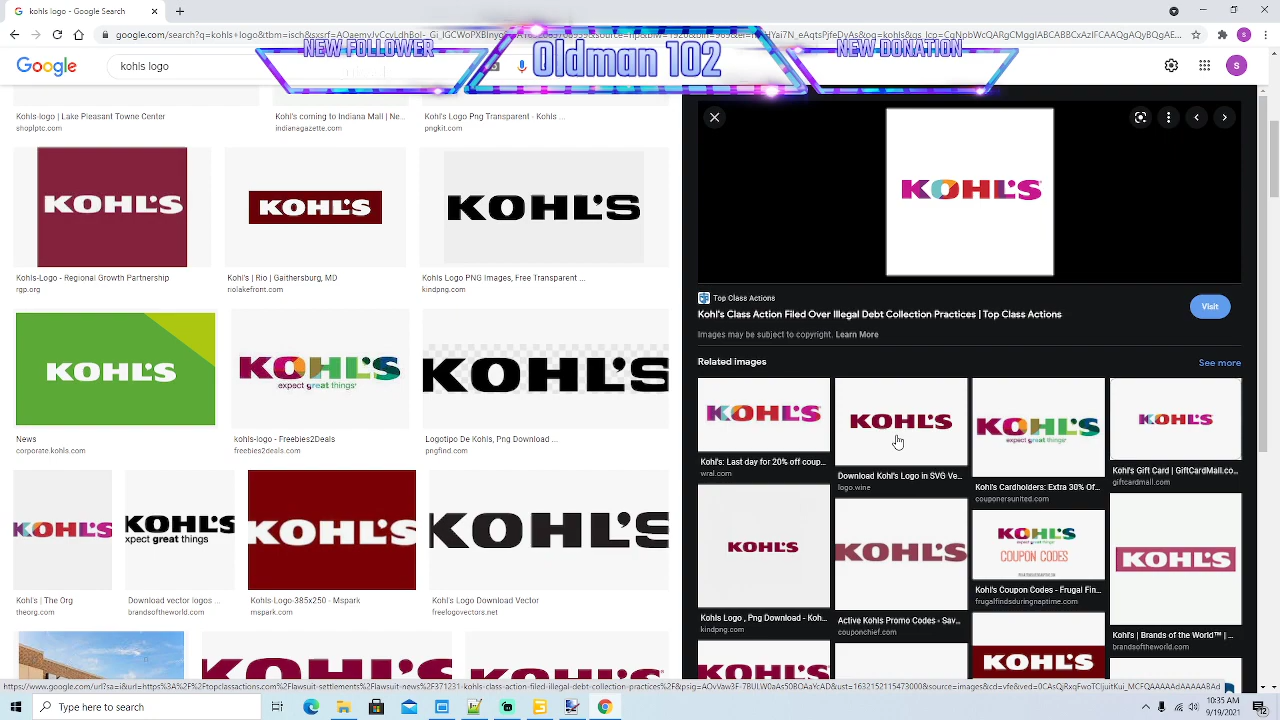 kohls logo - Google Search
NEW FOLLOWER
Oldman 102
NEW DONATION
Google
kohls logo
S
Kohls-logo | Lake Pleasant Towne Center
shoplptc.com
Kohl's coming to Indiana Mall | Ne...
indianagazette.com
Kohl's Logo Png Transparent - Kohls ...
pngkit.com
KOHL'S
Kohls-Logo - Regional Growth Partnership
rgp.org
KOHL'S
Kohl's | Rio | Gaithersburg, MD
riolakefront.com
KOHL'S
Kohls Logo PNG Images, Free Transparent ...
kindpng.com
KOHL'S
News
corporate.kohls.com
KOHL'S
expect great things
kohls-logo - Freebies2Deals
freebies2deals.com
KOHL'S
Logotipo De Kohls, Png Download ...
pngfind.com
KOHL'S
Kohl's | The Org
theorg.com
KOHL'S
xpect great things
Download vector logos ...
brandsoftheworld.com
KOHL'S
Kohls-Logo-385x250 - Mspark
mspark.com
KOHL'S
Kohls Logo Download Vector
freelogovectors.net
KOHL'S
KOHL'S
Top Class Actions
Visit
Kohl's Class Action Filed Over Illegal Debt Collection Practices | Top Class Actions
Images may be subject to copyright. Learn More
Related images
See more
KOHL'S
Kohl's: Last day for 20% off coup...
wral.com
KOHL'S
Download Kohl's Logo in SVG Ve...
logo.wine
KOHL'S
expect great things
Kohl's Cardholders: Extra 30% Of...
couponersunited.com
KOHL'S
Kohl's Gift Card | GiftCardMall.co...
giftcardmall.com
KOHL'S
Kohls Logo , Png Download - Koh...
kindpng.com
KOHL'S
Active Kohls Promo Codes - Sav...
couponchief.com
KOHL'S
expect great things
COUPON CODES
Kohl's Coupon Codes - Frugal Fin...
frugalfindsduringnaptime.com
KOHL'S
Kohl's | Brands of the World™ | ...
brandsoftheworld.com
KOHL'S
KOHL'S
Type here to search
10:35 AM
9/19/2021